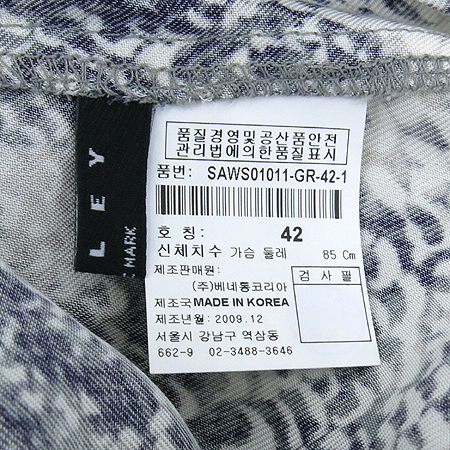 LEY
MARK
품질경영및공산품안전
관리법에의한품질표시
품번: SAWS01011-GR-42-1
호 칭: 42
신체치수 가슴 둘레 85 Cm
제조판매원:
(주)베네통코리아
검 사 필
제조국 MADE IN KOREA
제조년월 : 2009.12
서울시 강남구 역삼동
662-9 02-3488-3646